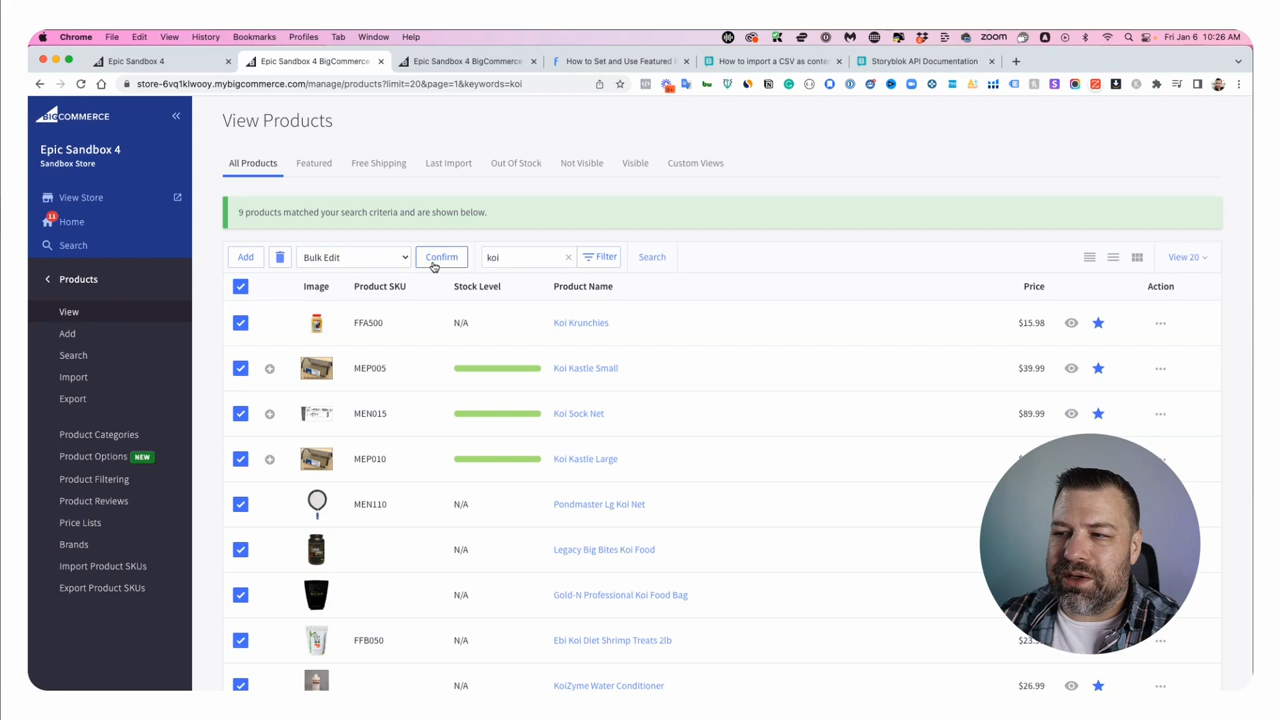 Chrome File Edit View History Bookmarks Profiles Tab Window Help zoom Fri Jan 6 10:26 AM
Epic Sandbox 4 Epic Sandbox 4 BigCommerce Epic Sandbox 4 BigCommerce How to Set and Use Featured How to import a CSV as conten Storyblok API Documentation
store-6vq1klwooy.mybigcommerce.com/manage/products?limit=20&page=1&keywords=koi
BIGCOMMERCE
Epic Sandbox 4
Sandbox Store
View Store
11
Home
Search
Products
View
Add
Search
Import
Export
Product Categories
Product Options NEW
Product Filtering
Product Reviews
Price Lists
Brands
Import Product SKUs
Export Product SKUs
View Products
All Products Featured Free Shipping Last Import Out Of Stock Not Visible Visible Custom Views
9 products matched your search criteria and are shown below.
Add Bulk Edit Confirm koi Filter Search View 20
Image Product SKU Stock Level Product Name Price Action
FFA500 N/A Koi Krunchies $15.98
MEP005 Koi Kastle Small $39.99
MEN015 Koi Sock Net $89.99
MEP010 Koi Kastle Large
MEN110 N/A Pondmaster Lg Koi Net
N/A Legacy Big Bites Koi Food
N/A Gold-N Professional Koi Food Bag
FFB050 N/A Ebi Koi Diet Shrimp Treats 2lb
N/A KoiZyme Water Conditioner $26.99